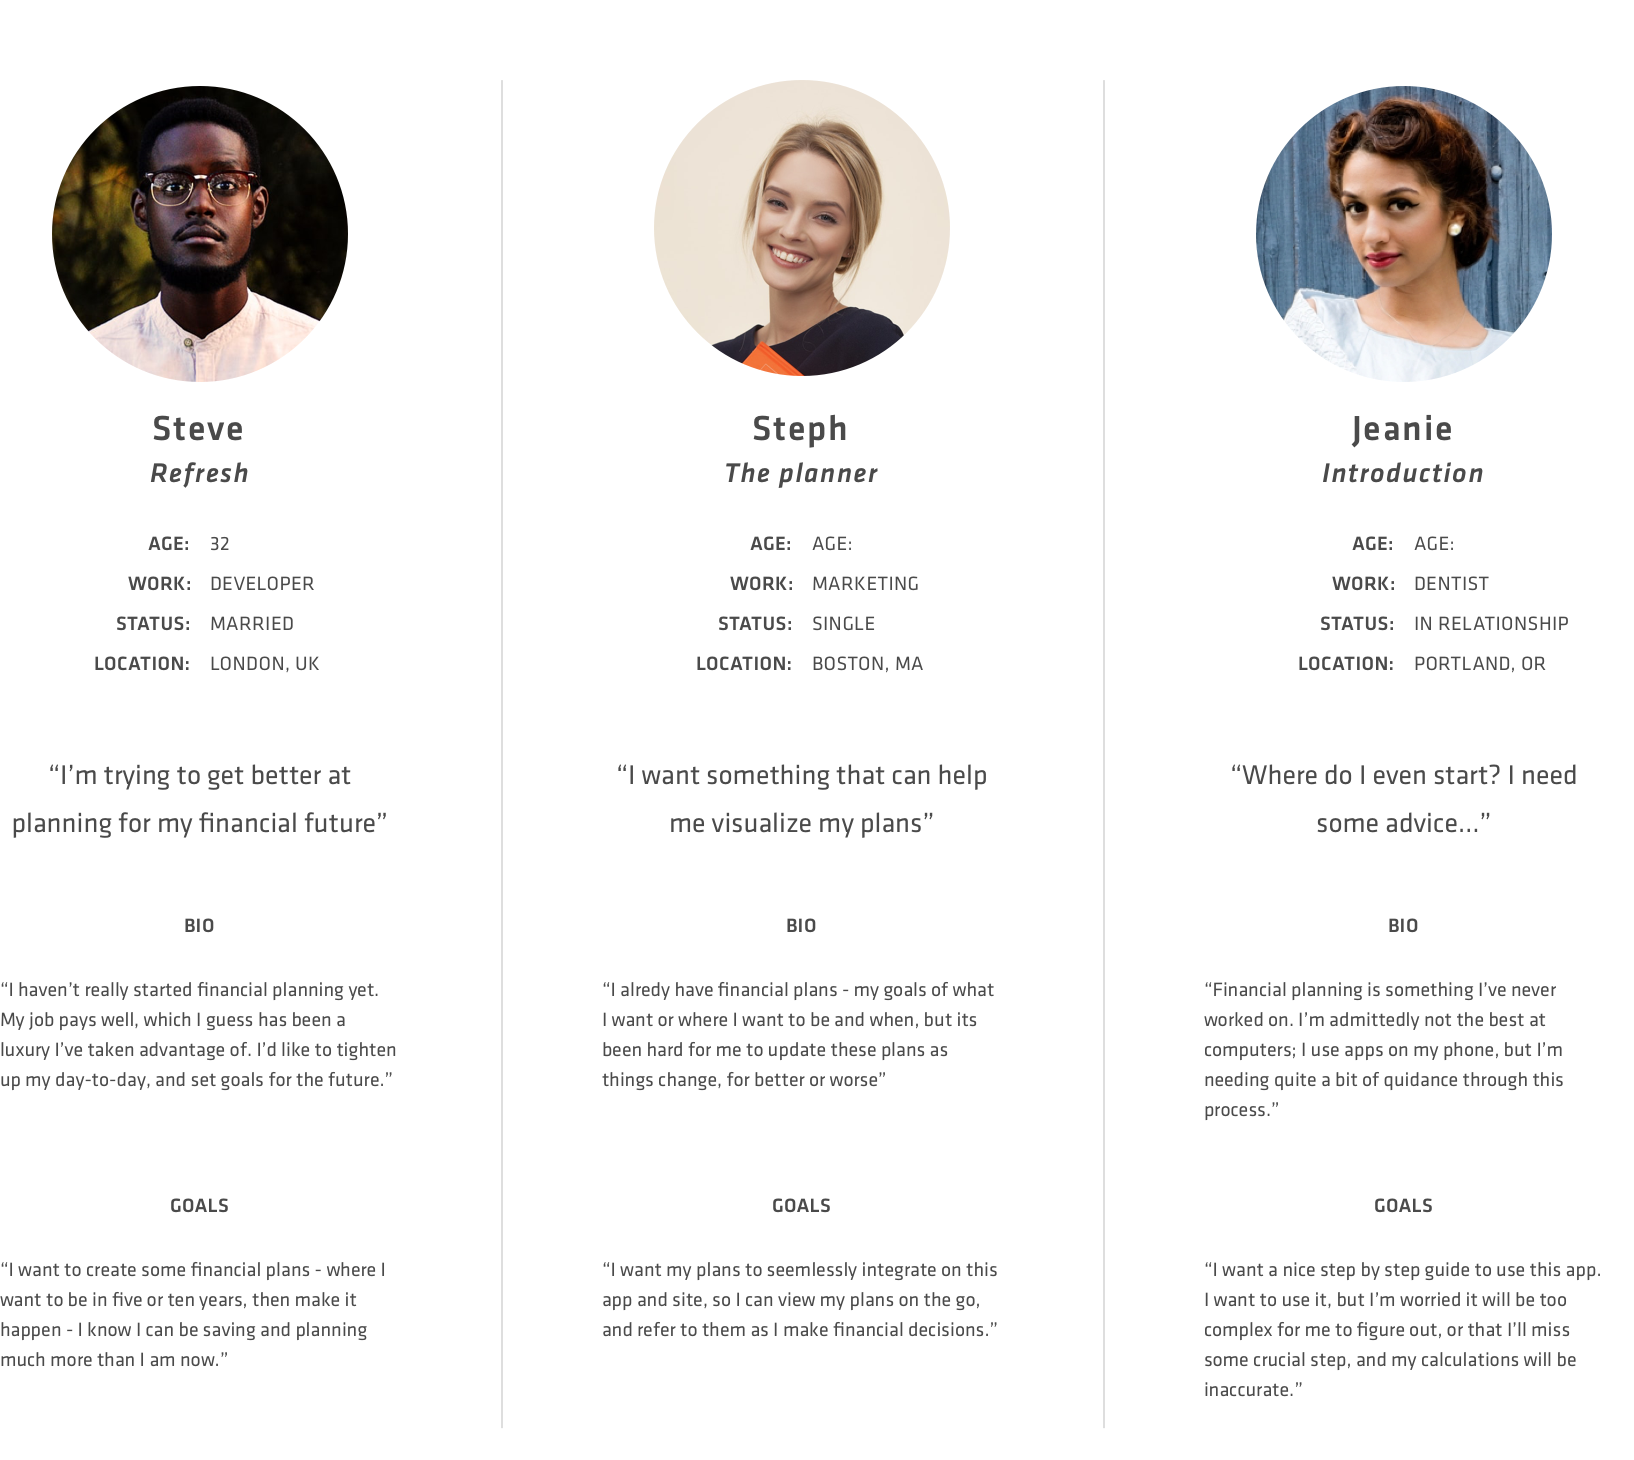 Steve
Refresh
AGE: 32
WORK: DEVELOPER
STATUS: MARRIED
LOCATION: LONDON, UK
“I’m trying to get better at
planning for my financial future”
BIO
“I haven’t really started financial planning yet.
My job pays well, which I guess has been a
luxury I’ve taken advantage of. I’d like to tighten
up my day-to-day, and set goals for the future.”
GOALS
“I want to create some financial plans - where I
want to be in five or ten years, then make it
happen - I know I can be saving and planning
much more than I am now.”
Steph
The planner
AGE: AGE:
WORK: MARKETING
STATUS: SINGLE
LOCATION: BOSTON, MA
“I want something that can help
me visualize my plans”
BIO
“I alredy have financial plans - my goals of what
I want or where I want to be and when, but its
been hard for me to update these plans as
things change, for better or worse”
GOALS
“I want my plans to seemlessly integrate on this
app and site, so I can view my plans on the go,
and refer to them as I make financial decisions.”
Jeanie
Introduction
AGE: AGE:
WORK: DENTIST
STATUS: IN RELATIONSHIP
LOCATION: PORTLAND, OR
“Where do I even start? I need
some advice...”
BIO
“Financial planning is something I’ve never
worked on. I’m admittedly not the best at
computers; I use apps on my phone, but I’m
needing quite a bit of quidance through this
process.”
GOALS
“I want a nice step by step guide to use this app.
I want to use it, but I’m worried it will be too
complex for me to figure out, or that I’ll miss
some crucial step, and my calculations will be
inaccurate.”